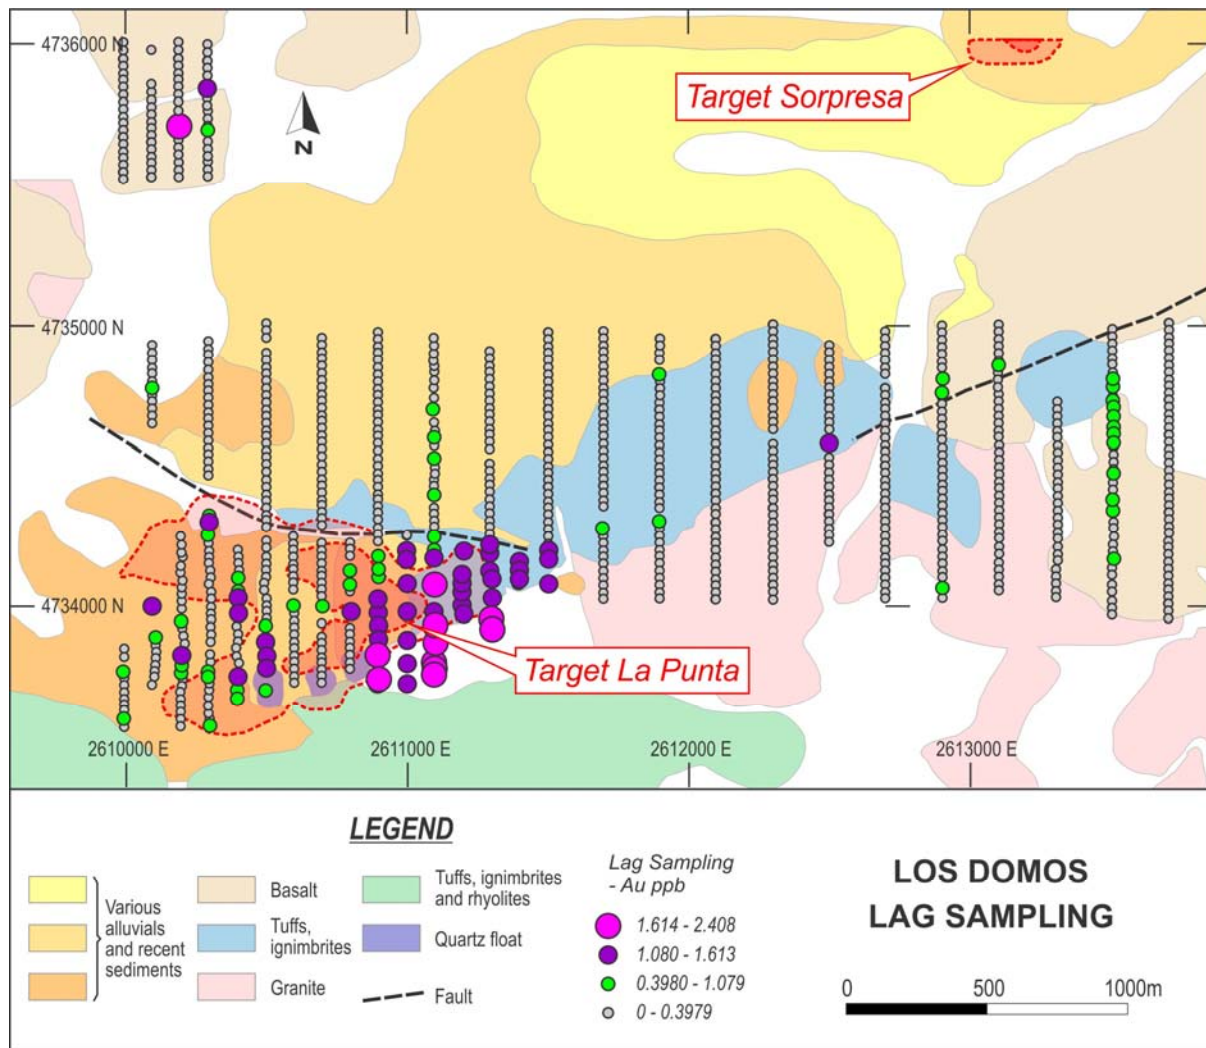 4736000 N
Target Sorpresa
N
4735000 N
4734000 N
Target La Punta
2610000 E
2611000 E
2612000 E
2613000 E
LEGEND
Various
alluvials
and recent
sediments
Basalt
Tuffs,
ignimbrites
Granite
Tuffs, ignimbrites
and rhyolites
Quartz float
Fault
Lag Sampling
- Au ppb
1.614 - 2.408
1.080 - 1.613
0.3980 - 1.079
0 - 0.3979
LOS DOMOS
LAG SAMPLING
0 500 1000m